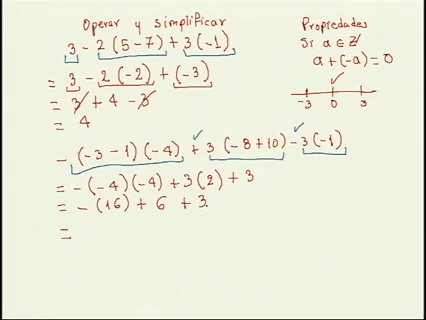 Operar y simplificar
3 - 2 (5 - 7) + 3 (-1)
= 3 - 2 (-2) + (-3)
= 3 + 4 - 3
= 4
- (-3 - 1) (-4) + 3 (-8 + 10) - 3 (-1)
= - (-4) (-4) + 3 (2) + 3
= - (16) + 6 + 3
=
Propiedades
Si a ∈ ℤ
a + (-a) = 0
-3 0 3